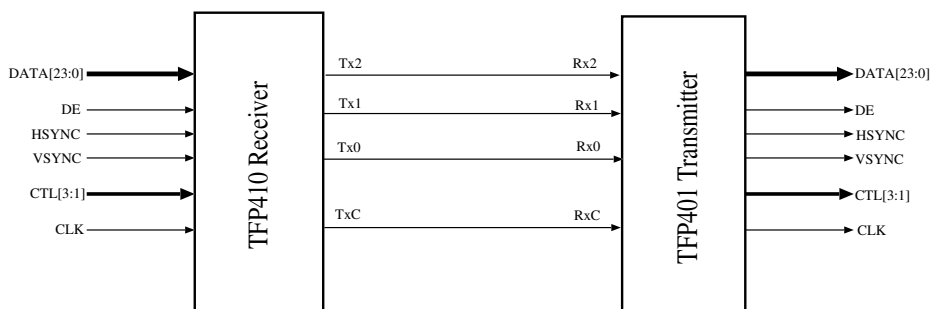 DATA[23:0]
DE
HSYNC
VSYNC
CTL[3:1]
CLK
TFP410 Receiver
Tx2
Rx2
Tx1
Rx1
Tx0
Rx0
TxC
RxC
TFP401 Transmitter
DATA[23:0]
DE
HSYNC
VSYNC
CTL[3:1]
CLK